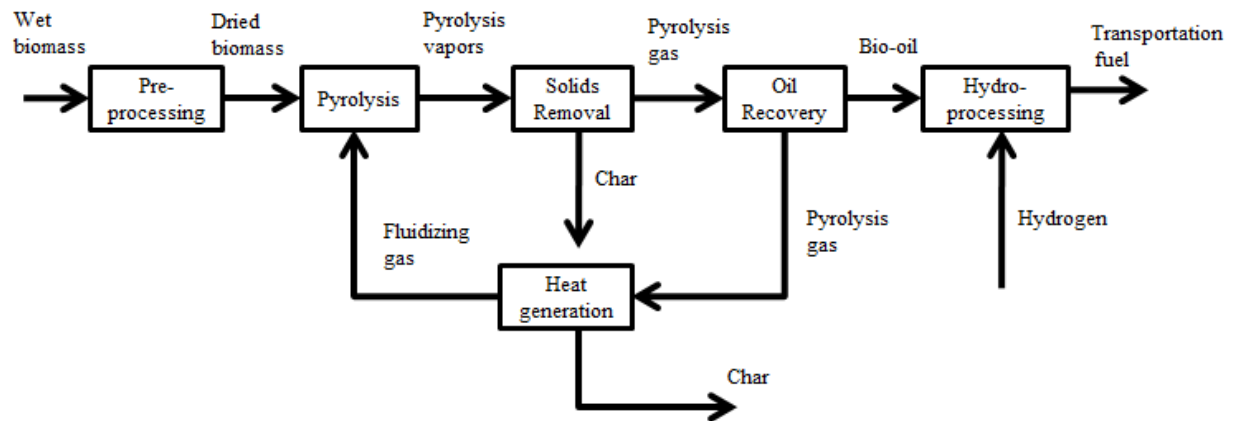 Wet
biomass
Dried
biomass
Pyrolysis
vapors
Pyrolysis
gas
Bio-oil
Transportation
fuel
Pre-
processing
Pyrolysis
Solids
Removal
Oil
Recovery
Hydro-
processing
Char
Fluidizing
gas
Pyrolysis
gas
Hydrogen
Heat
generation
Char